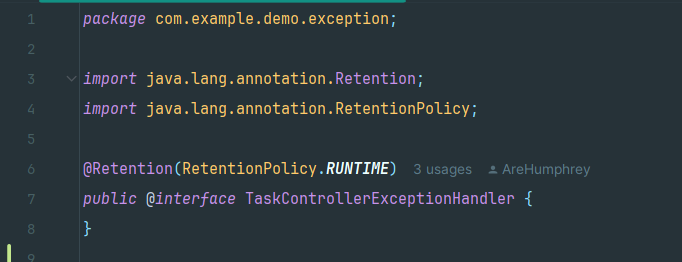 1 package com.example.demo.exception;
2
3 import java.lang.annotation.Retention;
4 import java.lang.annotation.RetentionPolicy;
5
6 @Retention(RetentionPolicy.RUNTIME) 3 usages AreHumphrey
7 public @interface TaskControllerExceptionHandler {
8 }
9